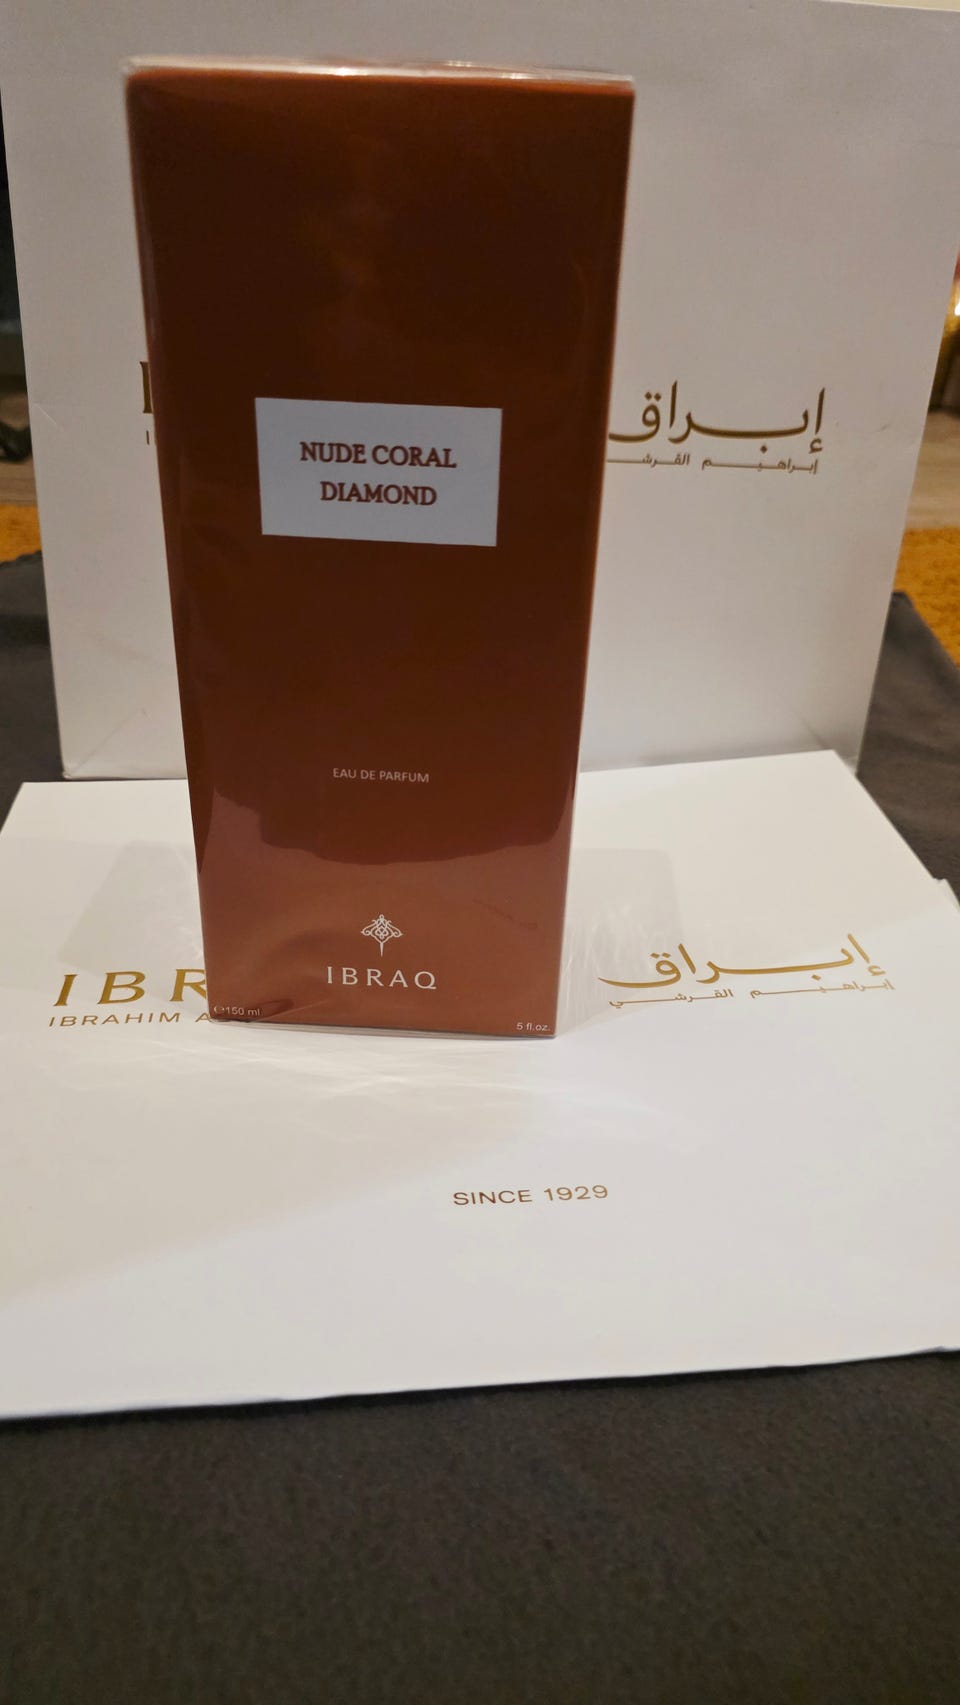 إبراق
إبراهيم القرشي
NUDE CORAL
DIAMOND
EAU DE PARFUM
IBRAQ
℮150 ml
5 fl.oz.
IBR
IBRAHIM A
إبراق
إبراهيم القرشي
SINCE 1929